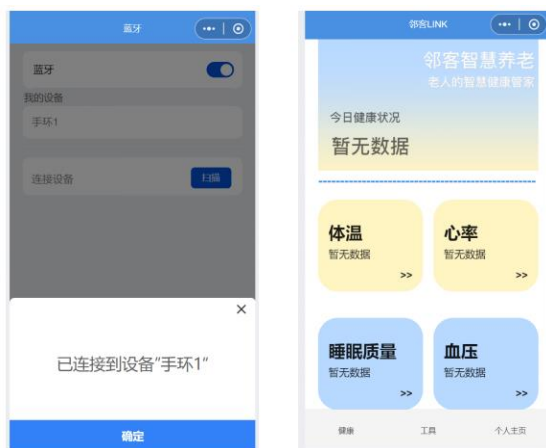 蓝牙
蓝牙
我的设备
手环1
连接设备
扫描
已连接到设备"手环1"
确定
邻客LINK
邻客智慧养老
老人的智慧健康管家
今日健康状况
暂无数据
体温
暂无数据
>>
心率
暂无数据
>>
睡眠质量
暂无数据
>>
血压
暂无数据
>>
健康
工具
个人主页